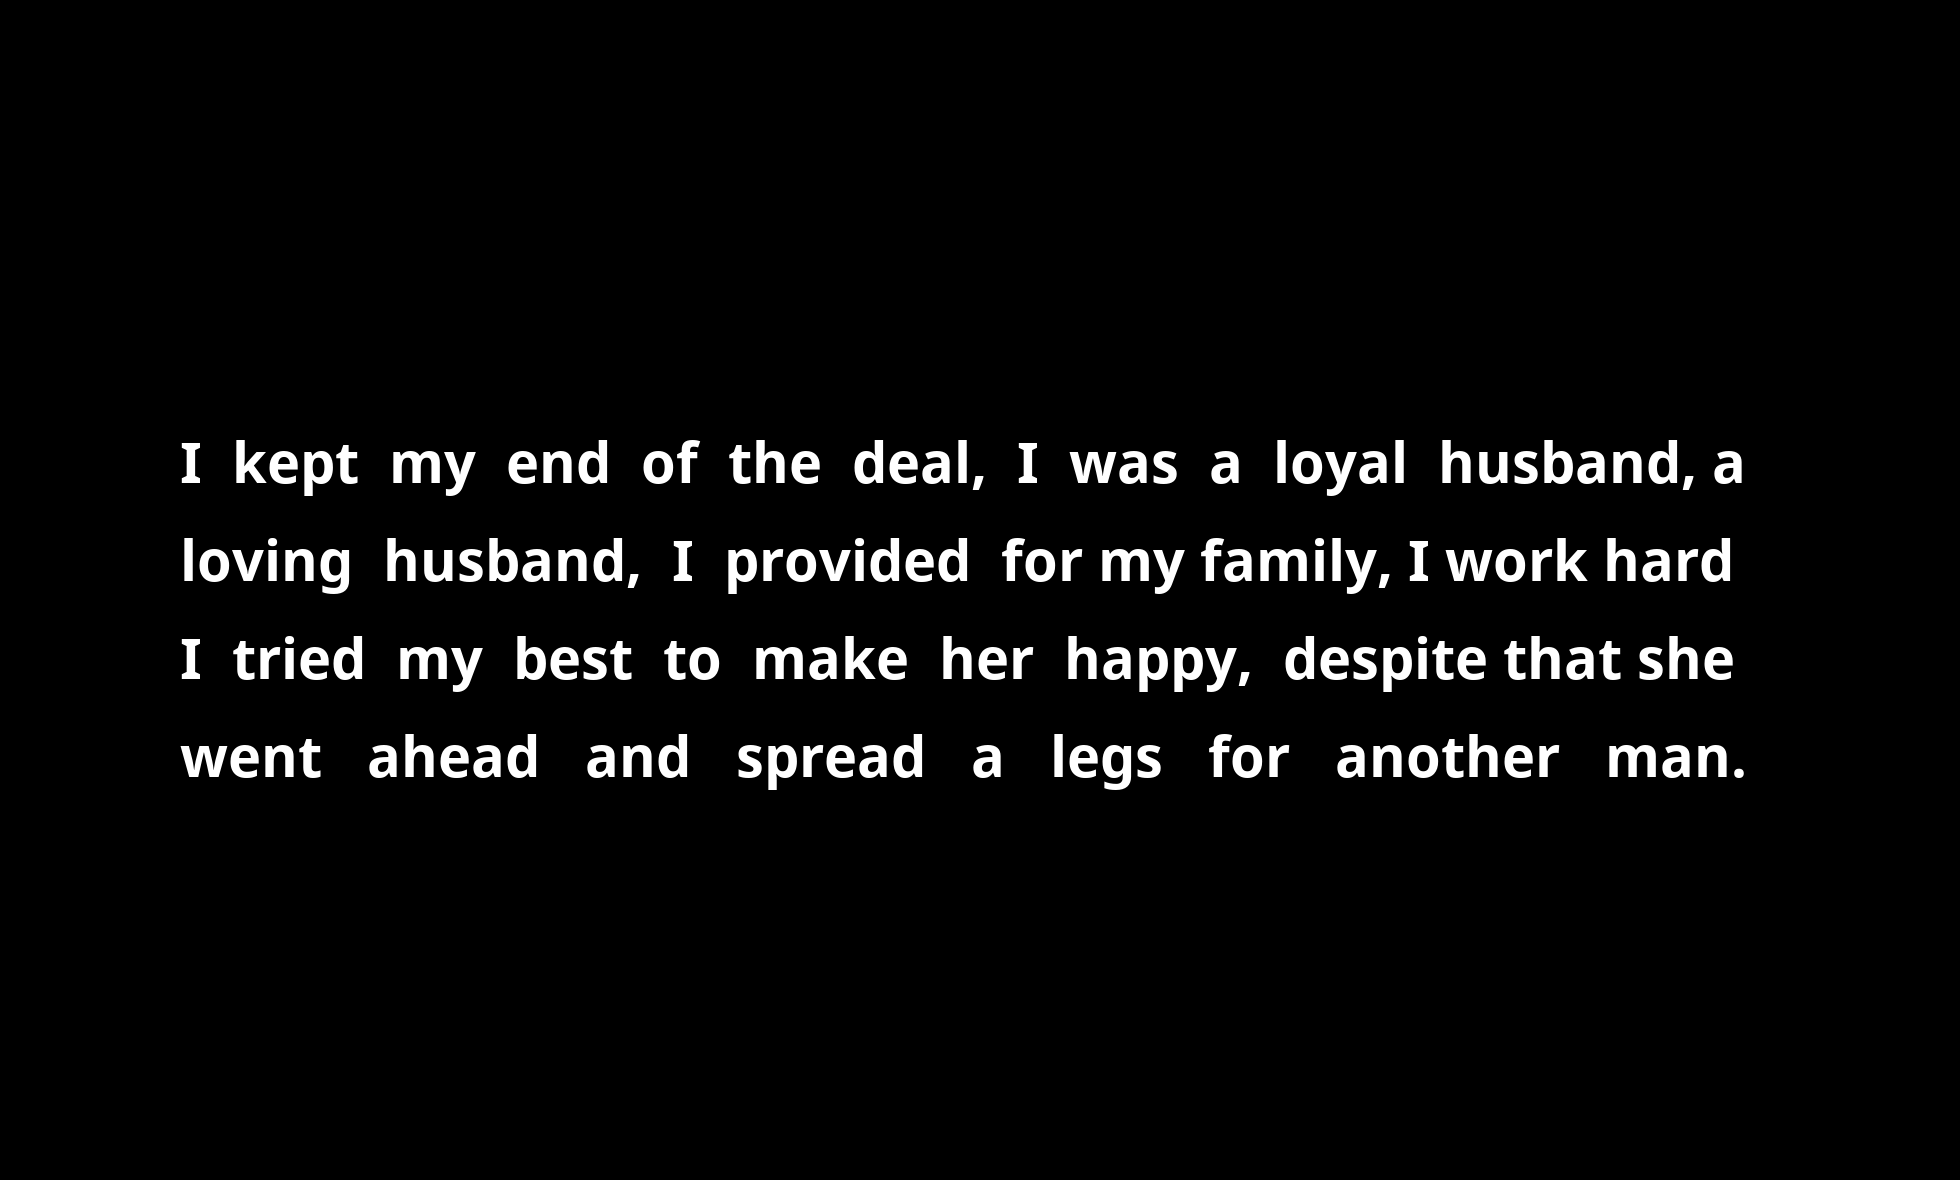 I kept my end of the deal, I was a loyal husband, a
loving husband, I provided for my family, I work hard
I tried my best to make her happy, despite that she
went ahead and spread a legs for another man.